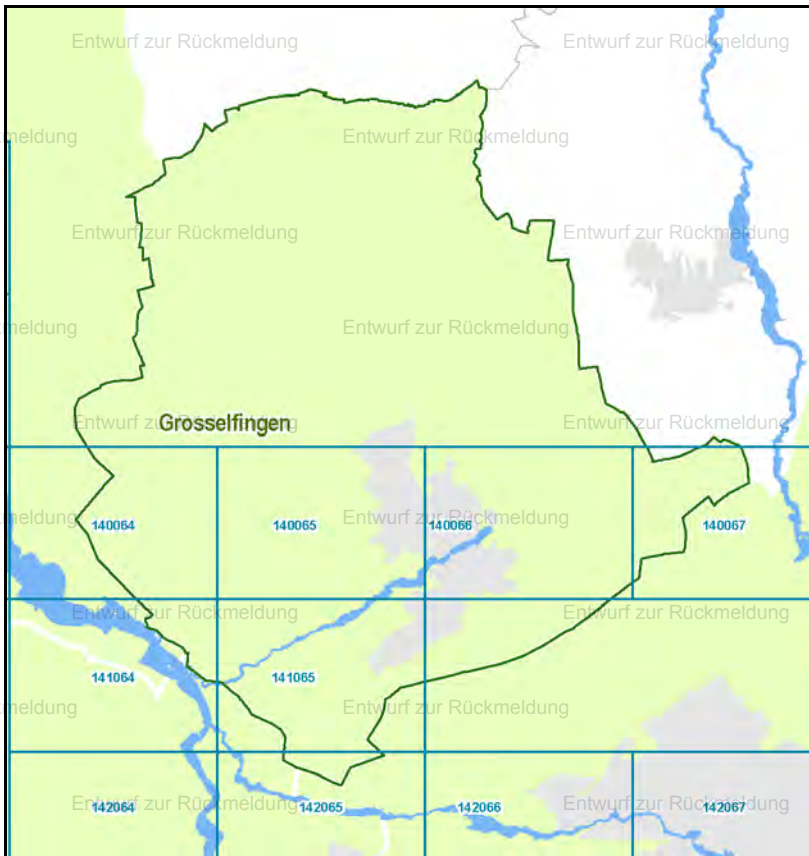 Entwurf zur Rückmeldung Entwurf zur Rückmeldung
meldung Entwurf zur Rückmeldung
Entwurf zur Rückmeldung Entwurf zur Rückmeldung
meldung Entwurf zur Rückmeldung
Grosselfingen
Entwurf zur Rückmeldung Entwurf zur Rückmeldung
meldung Entwurf zur Rückmeldung
140064 140065 140066 140067
Entwurf zur Rückmeldung Entwurf zur Rückmeldung
141064 141065
meldung Entwurf zur Rückmeldung
Entwurf zur Rückmeldung Entwurf zur Rückmeldung
142064 142065 142066 142067